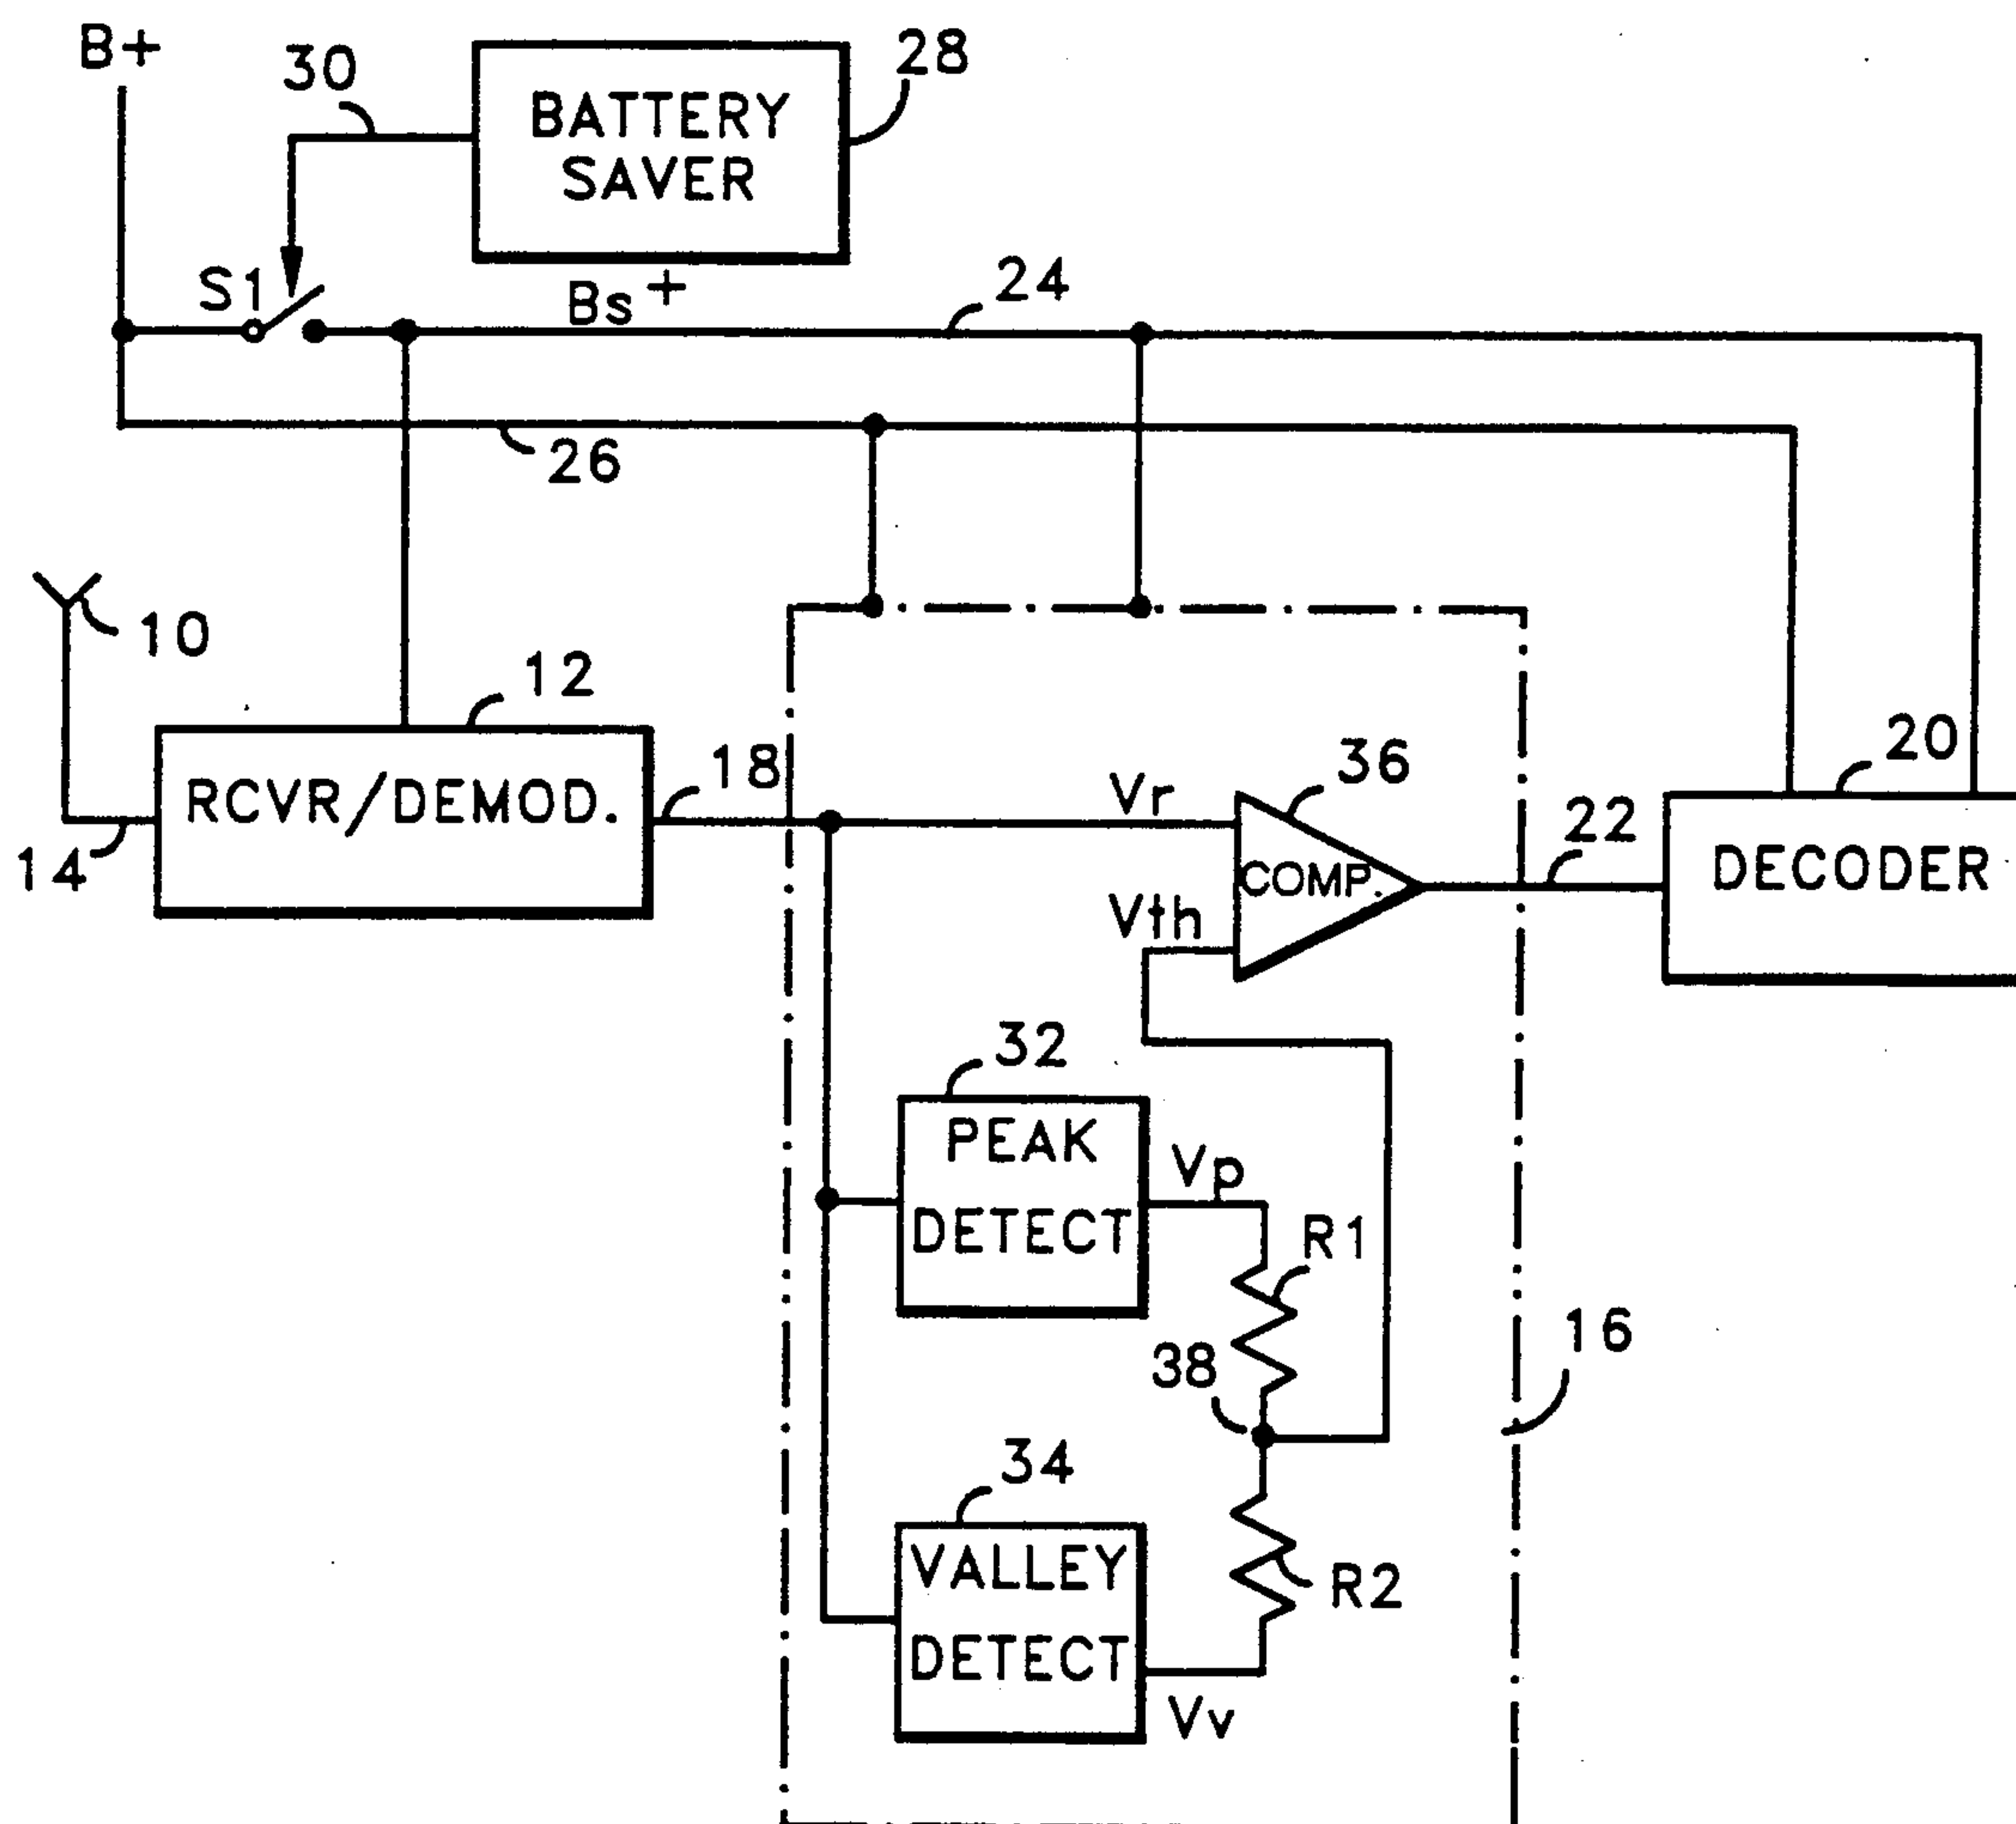 B+
30
BATTERY
SAVER
28
S1
Bs+
24
26
10
12
RCVR/DEMOD.
14
18
Vr
36
COMP.
Vth
22
20
DECODER
32
PEAK
DETECT
Vp
R1
38
16
34
VALLEY
DETECT
R2
Vv